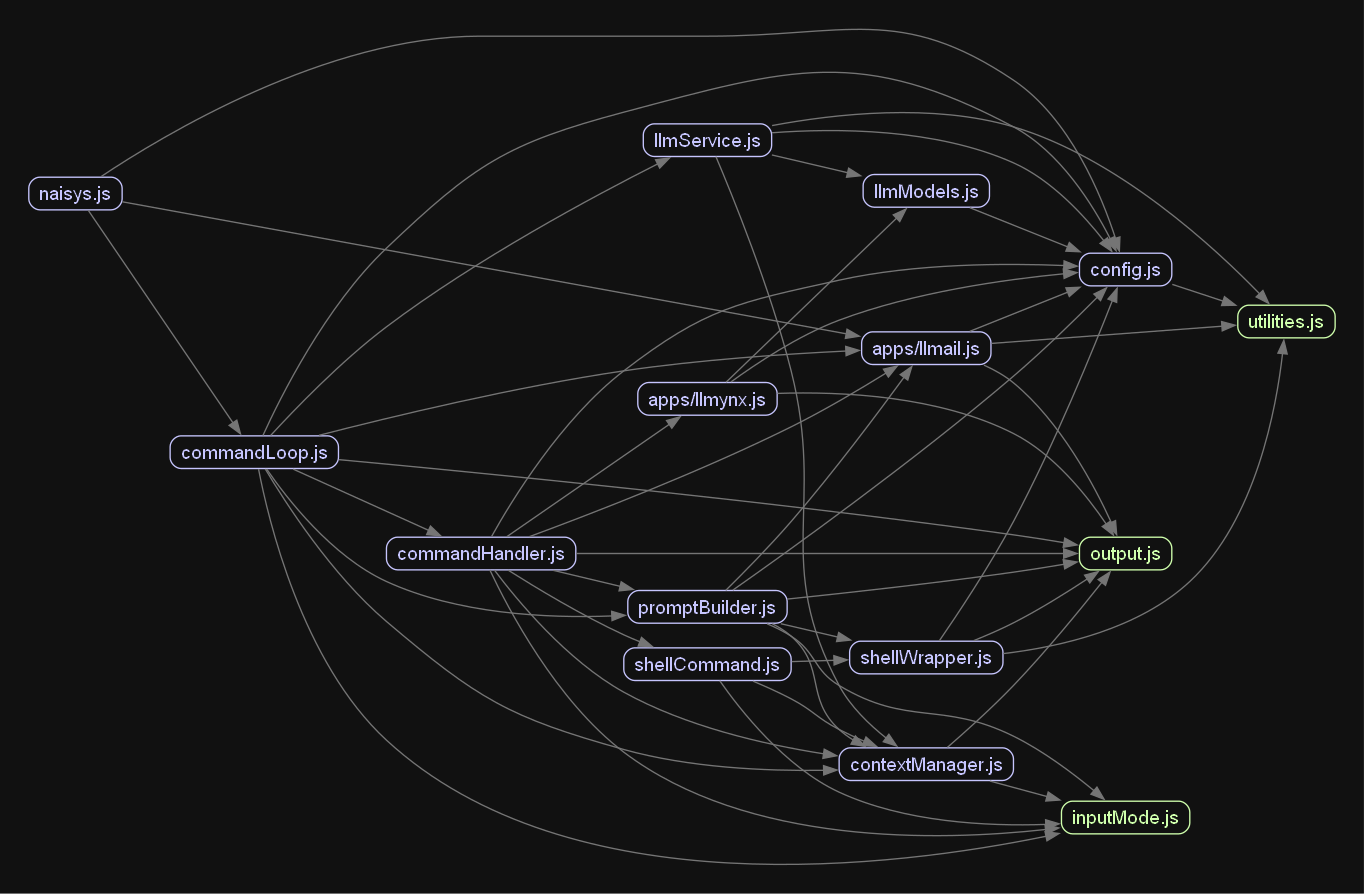 llmService.js
naisys.js
llmModels.js
config.js
utilities.js
apps/llmail.js
apps/llmynx.js
commandLoop.js
commandHandler.js
output.js
promptBuilder.js
shellWrapper.js
shellCommand.js
contextManager.js
inputMode.js